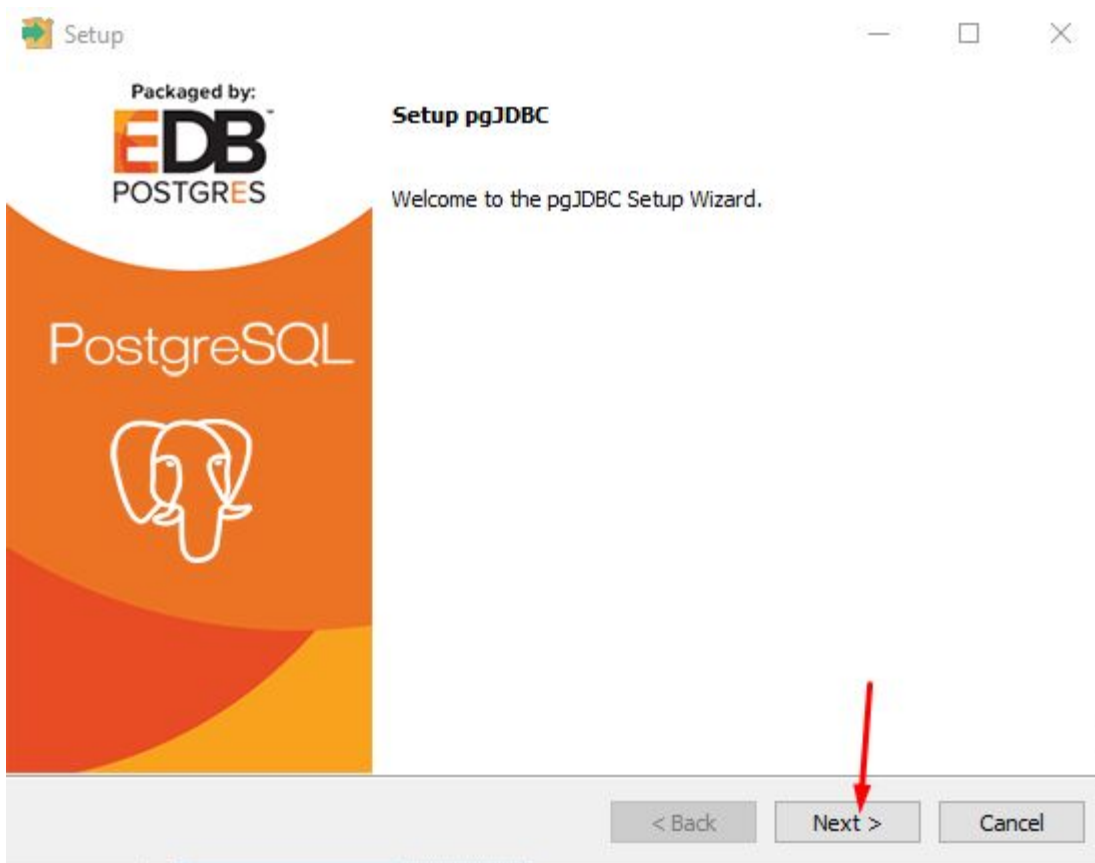 Setup
Packaged by:
EDB
POSTGRES
PostgreSQL
Setup pgJDBC
Welcome to the pgJDBC Setup Wizard.
< Back
Next >
Cancel